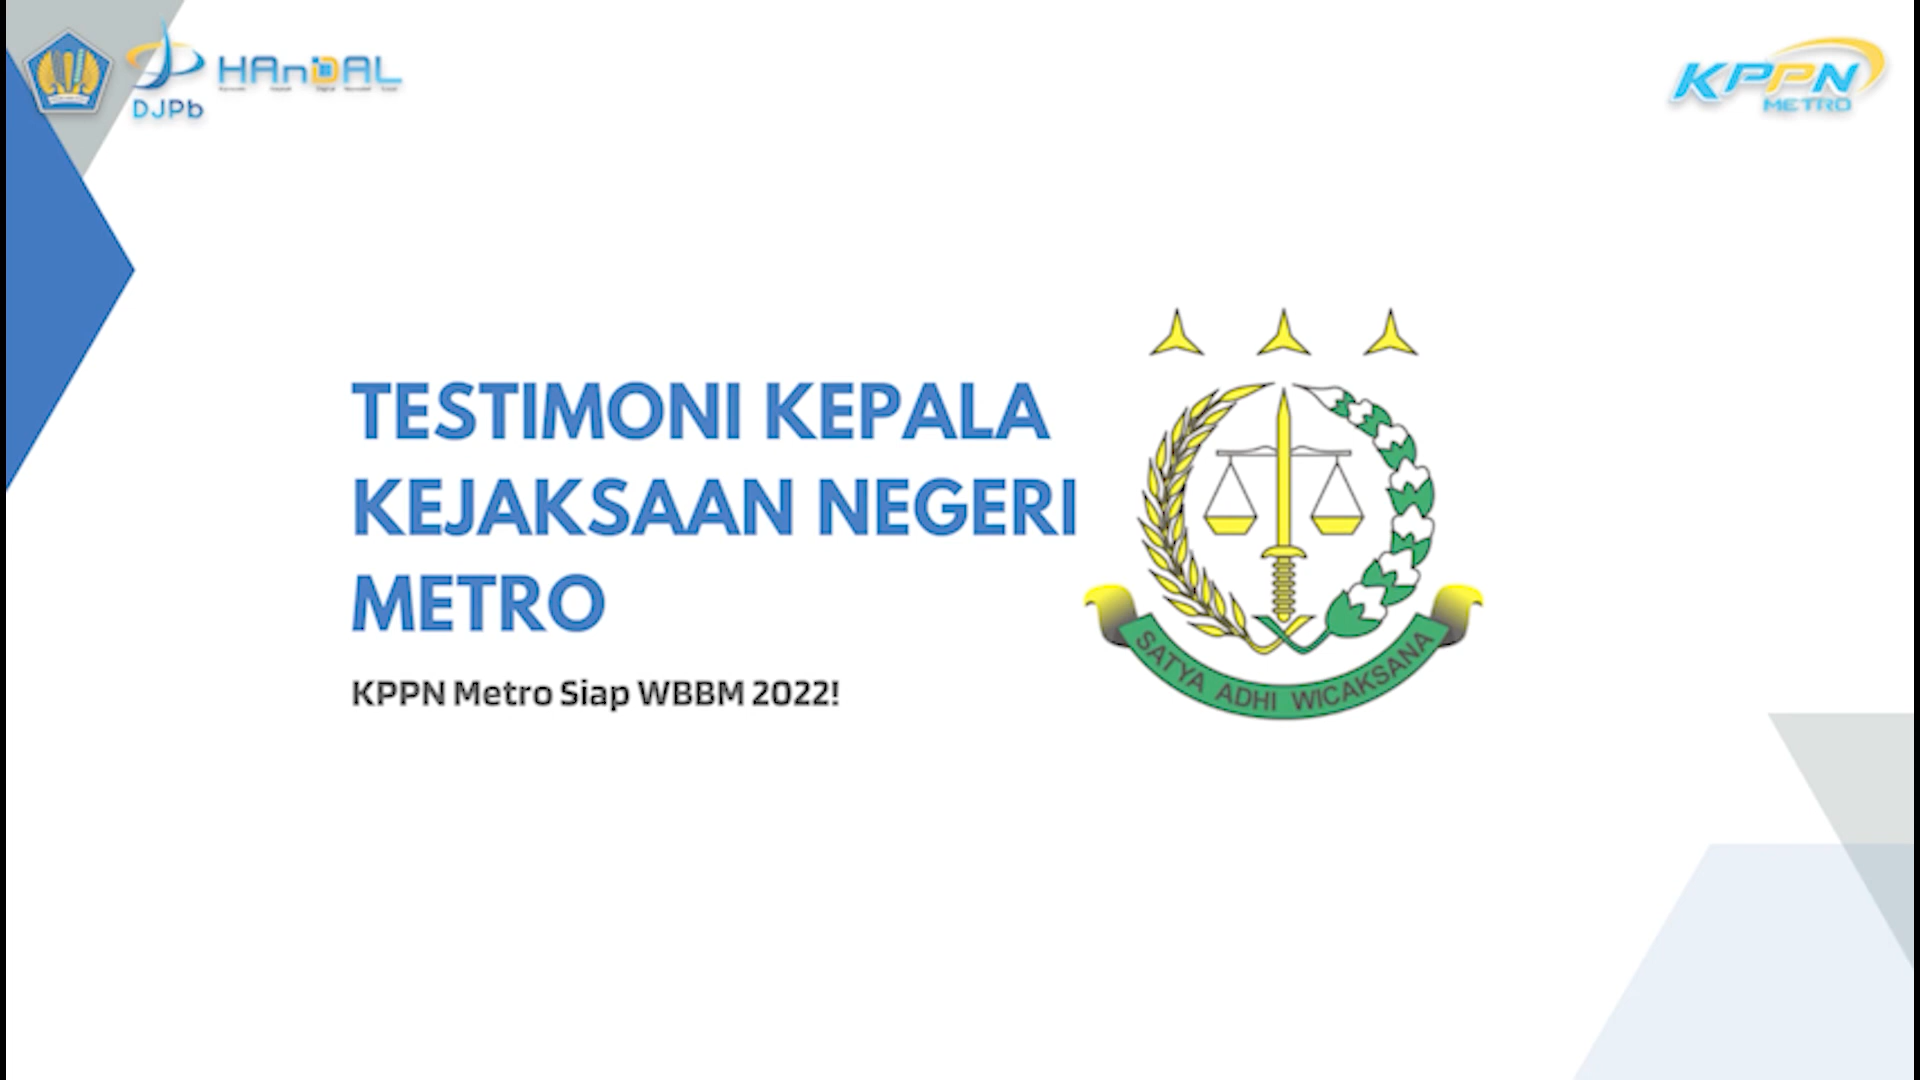 DJPb
HAnDAL
KPPN
METRO
TESTIMONI KEPALA
KEJAKSAAN NEGERI
METRO
KPPN Metro Siap WBBM 2022!
SATYA ADHI WICAKSANA